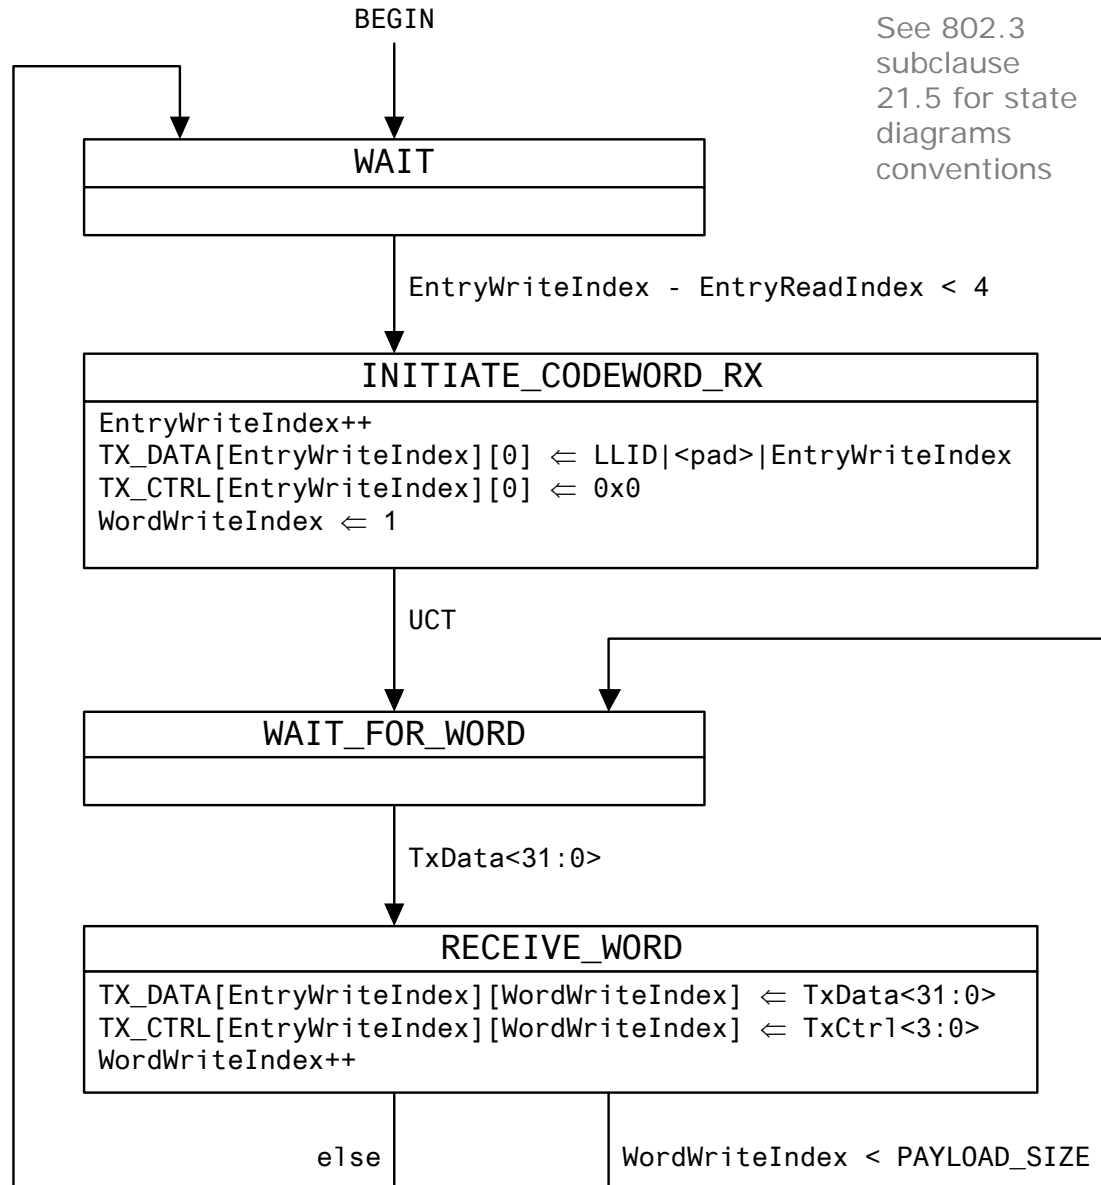 BEGIN
See 802.3
subclause
21.5 for state
diagrams
conventions
WAIT
EntryWriteIndex - EntryReadIndex < 4
INITIATE_CODEWORD_RX
EntryWriteIndex++
TX_DATA[EntryWriteIndex][0] ⇐ LLID|<pad>|EntryWriteIndex
TX_CTRL[EntryWriteIndex][0] ⇐ 0x0
WordWriteIndex ⇐ 1
UCT
WAIT_FOR_WORD
TxData<31:0>
RECEIVE_WORD
TX_DATA[EntryWriteIndex][WordWriteIndex] ⇐ TxData<31:0>
TX_CTRL[EntryWriteIndex][WordWriteIndex] ⇐ TxCtrl<3:0>
WordWriteIndex++
else
WordWriteIndex < PAYLOAD_SIZE